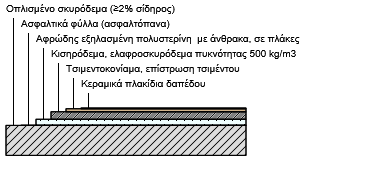 Οπλισμένο σκυρόδεμα (≥2% σίδηρος)
Ασφαλτικά φύλλα (ασφαλτόπανα)
Αφρώδης εξηλασμένη πολυστερίνη με άνθρακα, σε πλάκες
Κισηρόδεμα, ελαφροσκυρόδεμα πυκνότητας 500 kg/m3
Τσιμεντοκονίαμα, επίστρωση τσιμέντου
Κεραμικά πλακίδια δαπέδου